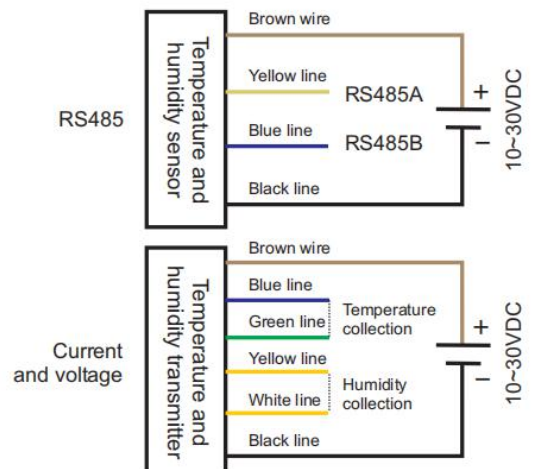 RS485
Temperature and
humidity sensor
Brown wire
Yellow line
RS485A
Blue line
RS485B
Black line
+
−
10~30VDC
Current
and voltage
Temperature and
humidity transmitter
Brown wire
Blue line
Green line
Temperature
collection
Yellow line
White line
Humidity
collection
Black line
+
−
10~30VDC